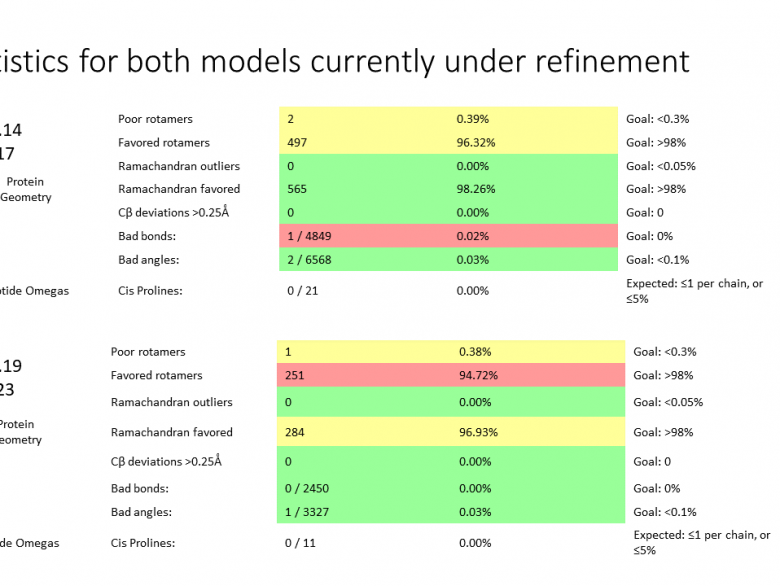 tistics for both models currently under refinement
.14
17
Protein
Geometry
Poor rotamers 2 0.39% Goal: <0.3%
Favored rotamers 497 96.32% Goal: >98%
Ramachandran outliers 0 0.00% Goal: <0.05%
Ramachandran favored 565 98.26% Goal: >98%
Cβ deviations >0.25Å 0 0.00% Goal: 0
Bad bonds: 1 / 4849 0.02% Goal: 0%
Bad angles: 2 / 6568 0.03% Goal: <0.1%
tide Omegas Cis Prolines: 0 / 21 0.00% Expected: ≤1 per chain, or
≤5%
.19
23
Protein
eometry
Poor rotamers 1 0.38% Goal: <0.3%
Favored rotamers 251 94.72% Goal: >98%
Ramachandran outliers 0 0.00% Goal: <0.05%
Ramachandran favored 284 96.93% Goal: >98%
Cβ deviations >0.25Å 0 0.00% Goal: 0
Bad bonds: 0 / 2450 0.00% Goal: 0%
Bad angles: 1 / 3327 0.03% Goal: <0.1%
de Omegas Cis Prolines: 0 / 11 0.00% Expected: ≤1 per chain, or
≤5%